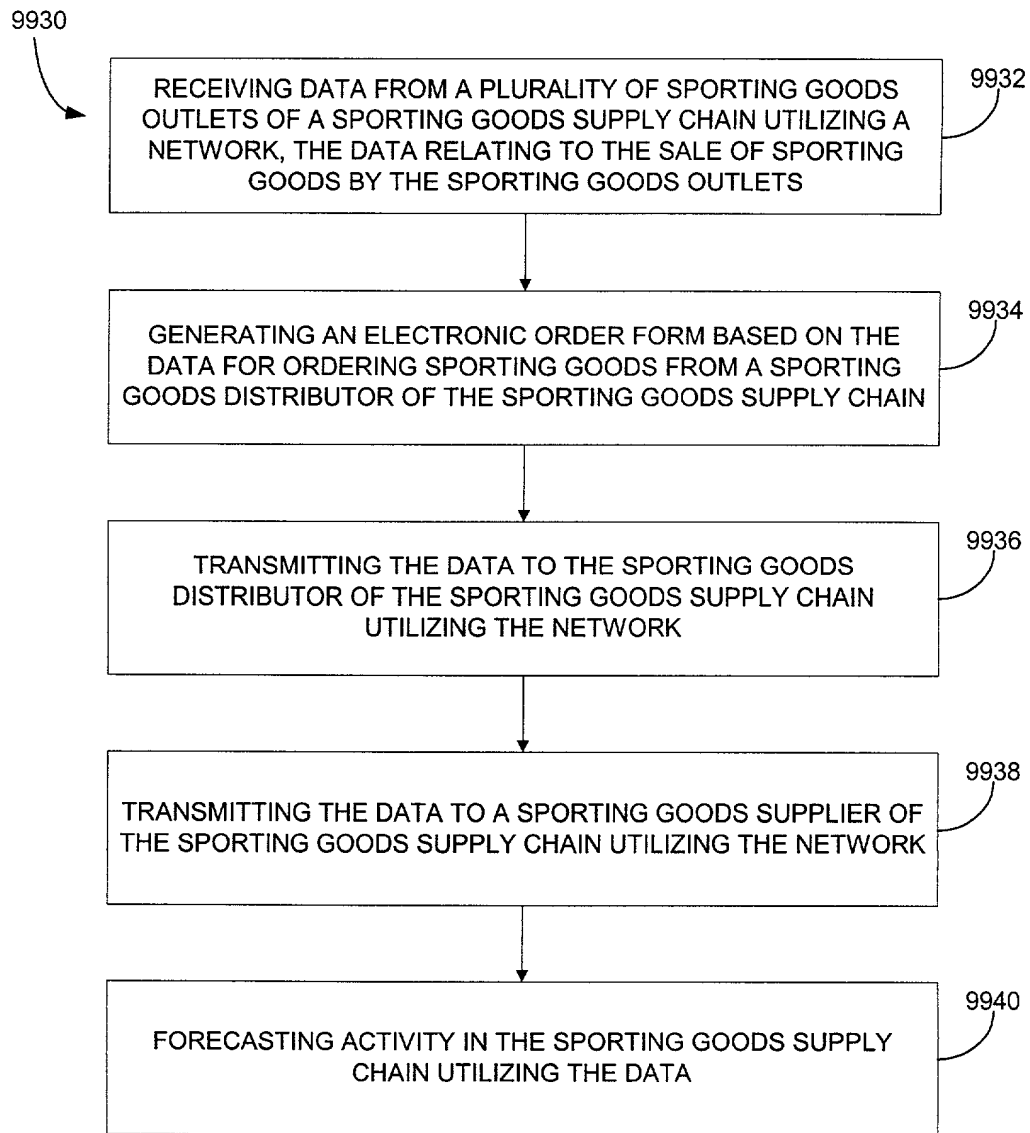 9930
9932
RECEIVING DATA FROM A PLURALITY OF SPORTING GOODS
OUTLETS OF A SPORTING GOODS SUPPLY CHAIN UTILIZING A
NETWORK, THE DATA RELATING TO THE SALE OF SPORTING
GOODS BY THE SPORTING GOODS OUTLETS
9934
GENERATING AN ELECTRONIC ORDER FORM BASED ON THE
DATA FOR ORDERING SPORTING GOODS FROM A SPORTING
GOODS DISTRIBUTOR OF THE SPORTING GOODS SUPPLY CHAIN
9936
TRANSMITTING THE DATA TO THE SPORTING GOODS
DISTRIBUTOR OF THE SPORTING GOODS SUPPLY CHAIN
UTILIZING THE NETWORK
9938
TRANSMITTING THE DATA TO A SPORTING GOODS SUPPLIER OF
THE SPORTING GOODS SUPPLY CHAIN UTILIZING THE NETWORK
9940
FORECASTING ACTIVITY IN THE SPORTING GOODS SUPPLY
CHAIN UTILIZING THE DATA